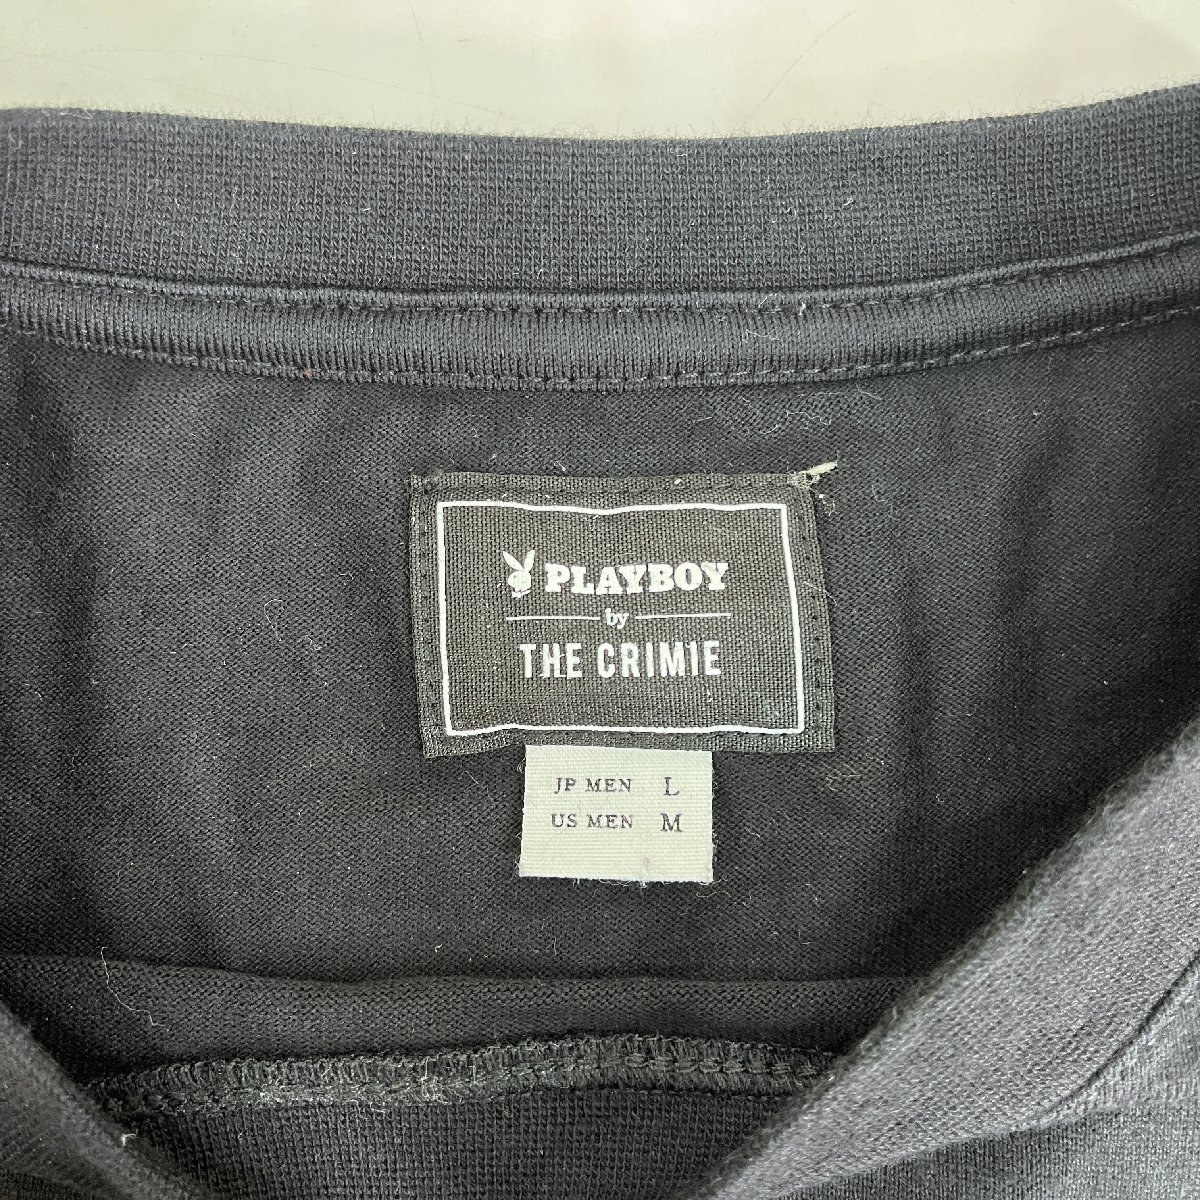 PLAYBOY
by
THE CRIMIE
JP MEN L
US MEN M